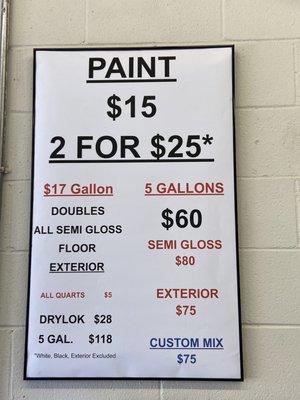 PAINT
$15
2 FOR $25*
$17 Gallon
DOUBLES
ALL SEMI GLOSS
FLOOR
EXTERIOR
ALL QUARTS $5
DRYLOK $28
5 GAL. $118
*White, Black, Exterior Excluded
5 GALLONS
$60
SEMI GLOSS
$80
EXTERIOR
$75
CUSTOM MIX
$75